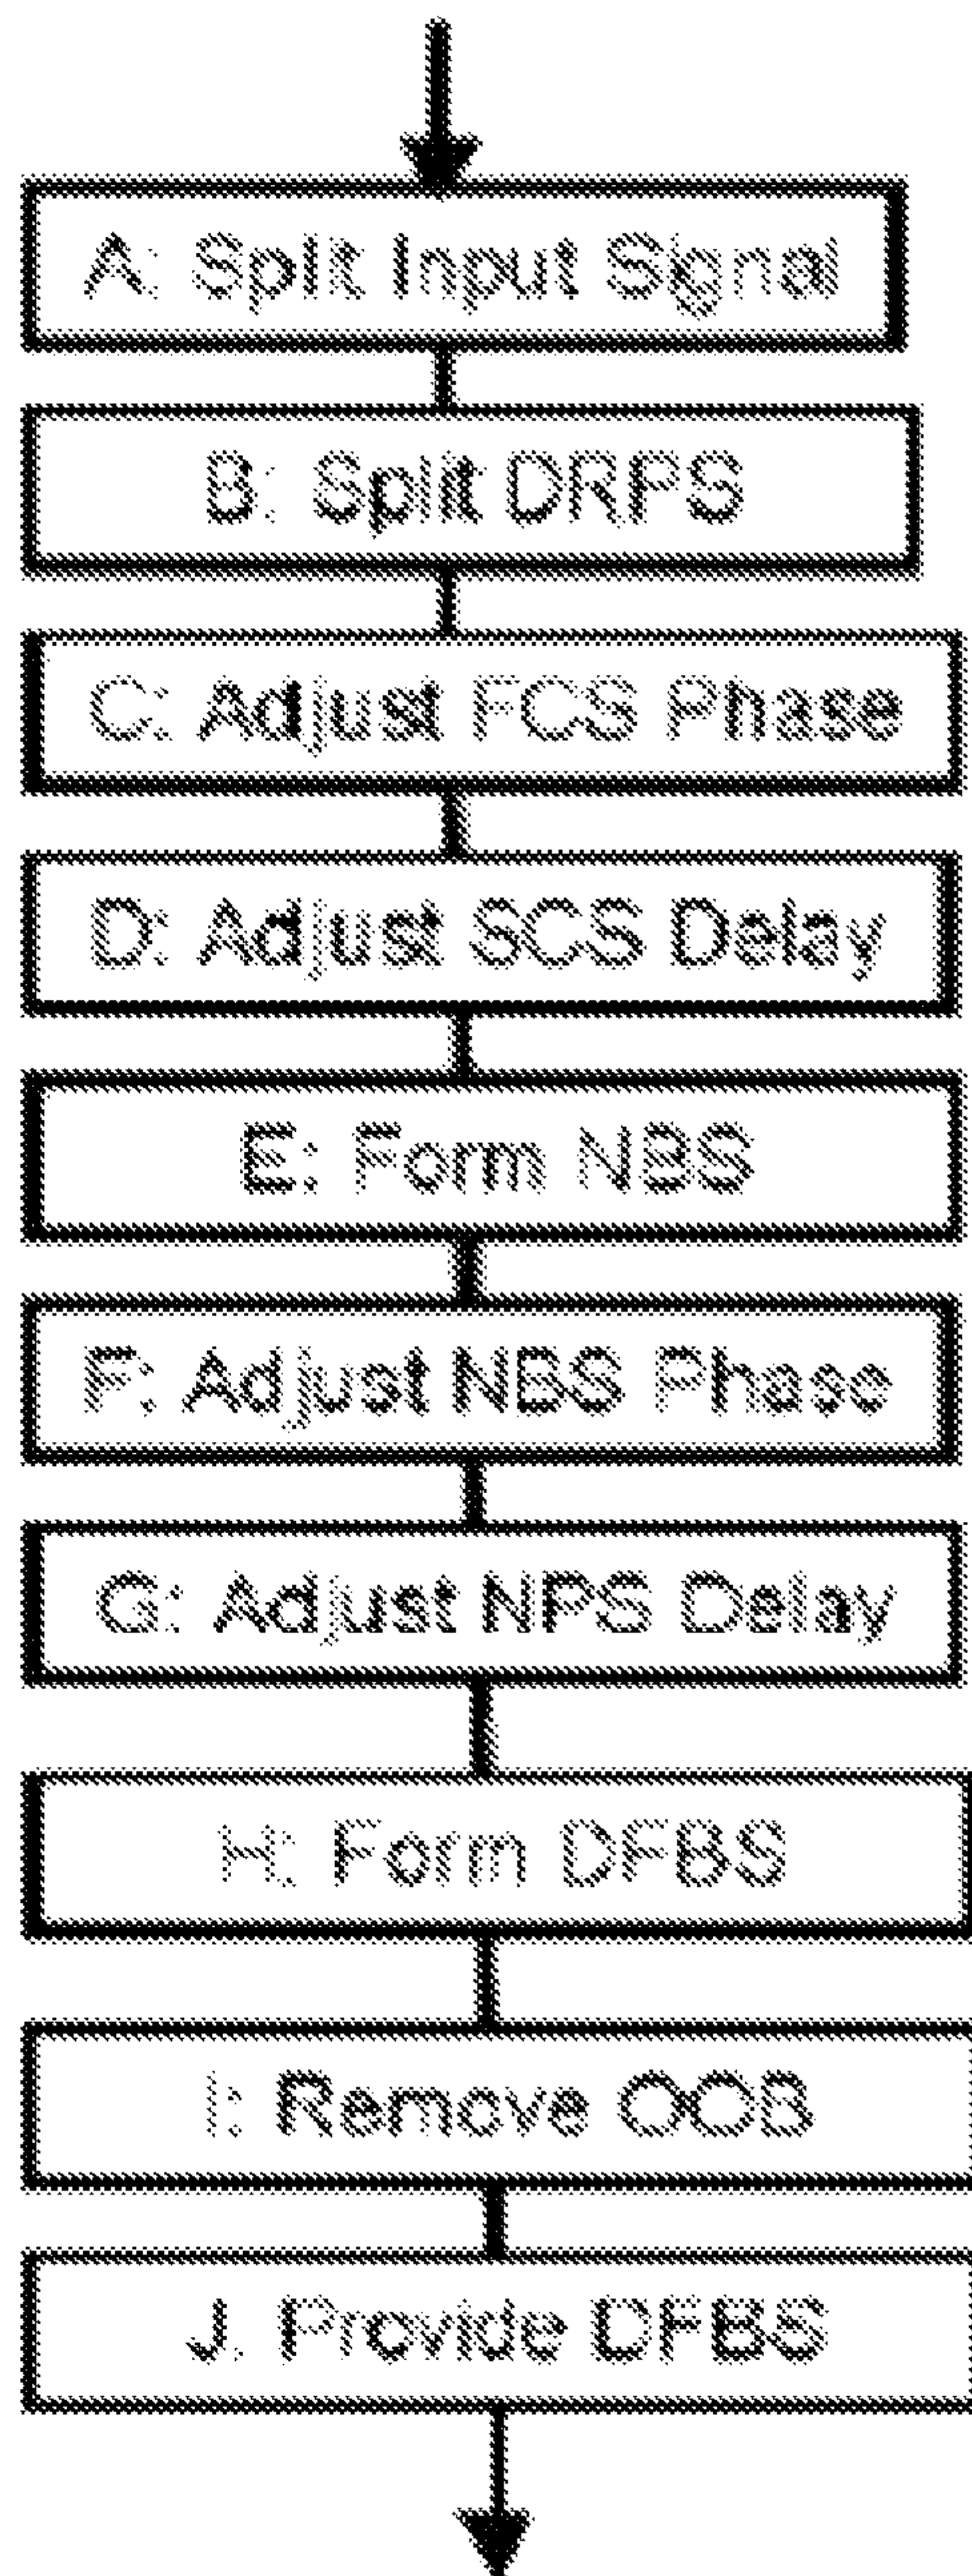 A: Split Input Signal
B: Split DRPS
C: Adjust FCS Phase
D: Adjust SCS Delay
E: Form NBS
F: Adjust NBS Phase
G: Adjust NPS Delay
H: Form DFBS
I: Remove OOB
J: Provide DFBS